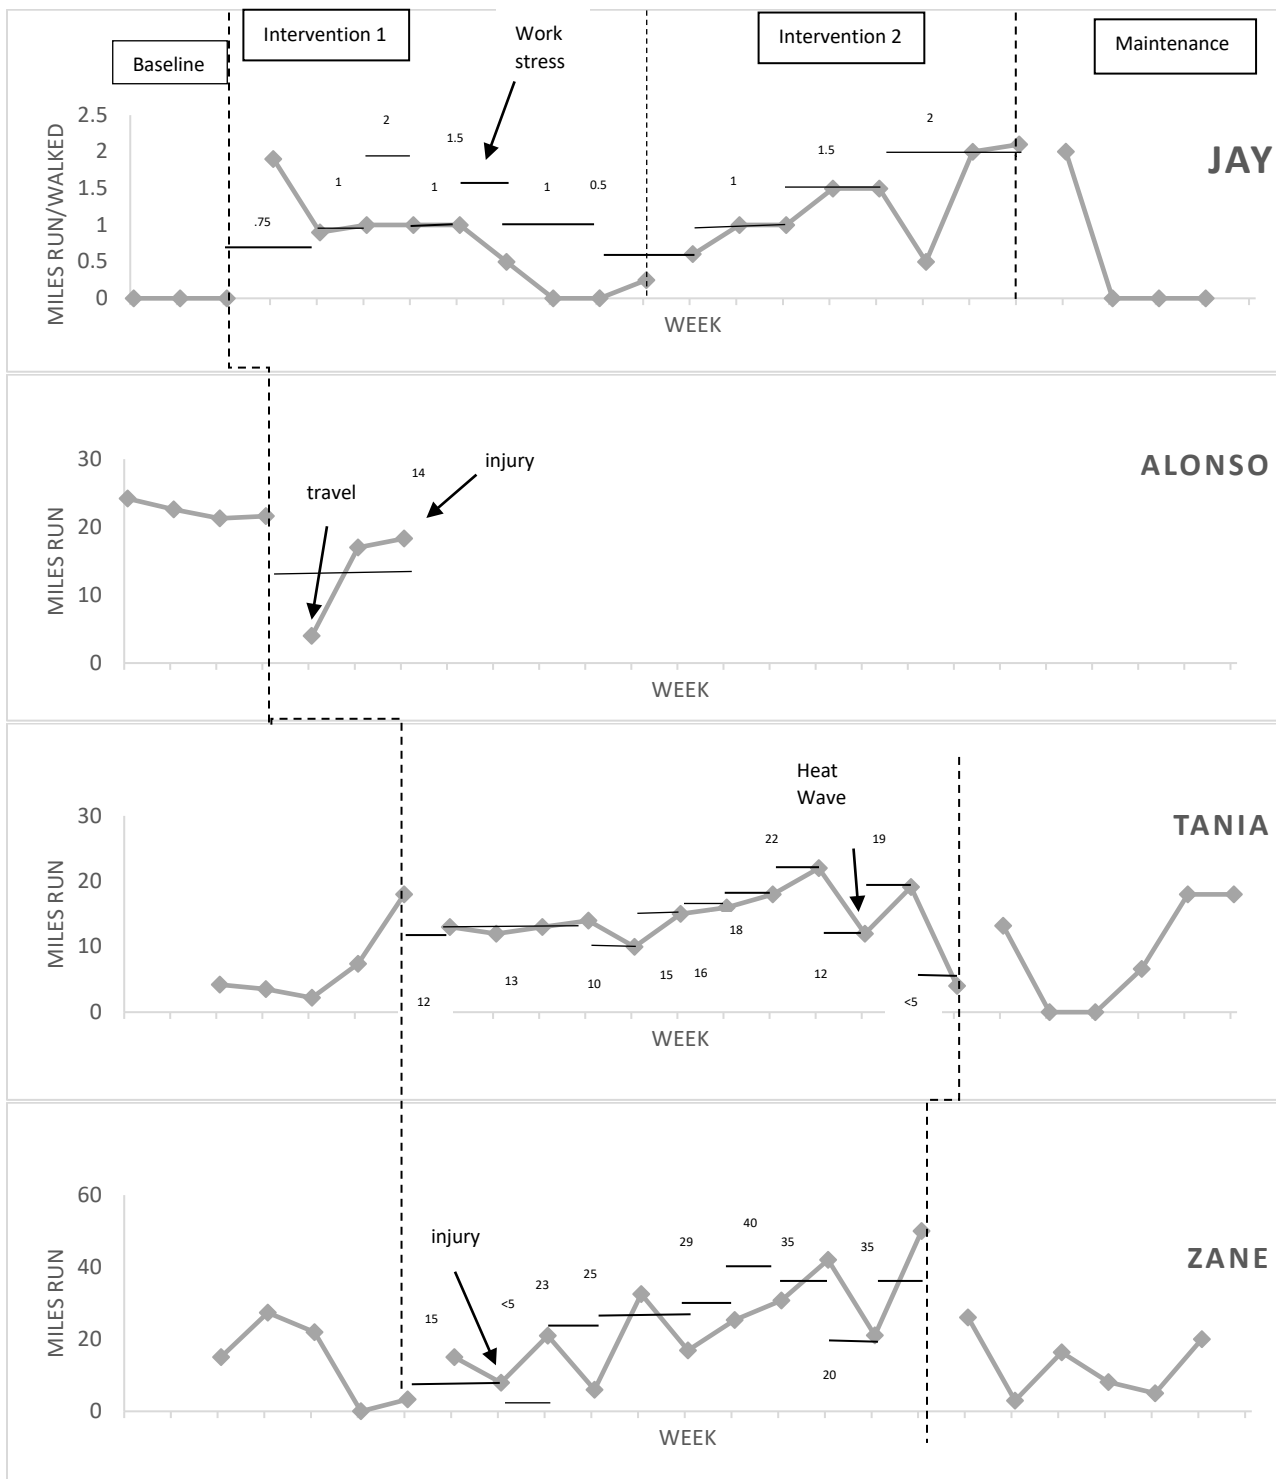 Baseline
Intervention 1
Work
stress
Intervention 2
Maintenance
JAY
MILES RUN/WALKED
2.5
2
1.5
1
0.5
0
.75
1
2
1
1.5
1
0.5
1
1.5
2
WEEK
ALONSO
MILES RUN
30
20
10
0
travel
14
injury
WEEK
TANIA
MILES RUN
30
20
10
0
Heat
Wave
12
13
10
15
16
18
22
12
19
<5
WEEK
ZANE
MILES RUN
60
40
20
0
injury
15
<5
23
25
29
40
35
20
35
WEEK